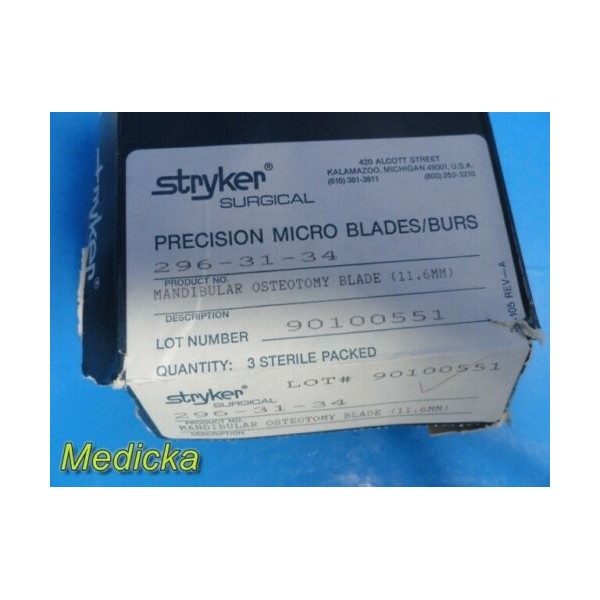 stryker®
420 ALCOTT STREET
KALAMAZOO, MICHIGAN 49001, U.S.A.
(616) 381-3811 (800) 253-3210
stryker®
SURGICAL
PRECISION MICRO BLADES/BURS
296-31-34
PRODUCT NO.
MANDIBULAR OSTEOTOMY BLADE (11.6MM)
DESCRIPTION
LOT NUMBER 90100551
QUANTITY: 3 STERILE PACKED
105 REV-A
stryker®
SURGICAL
LOT# 90100551
296-31-34
PRODUCT NO.
MANDIBULAR OSTEOTOMY BLADE (11.6MM)
DESCRIPTION
Medicka